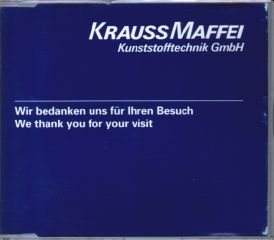 KRAUSS MAFFEI
Kunststofftechnik GmbH
Wir bedanken uns für Ihren Besuch
We thank you for your visit